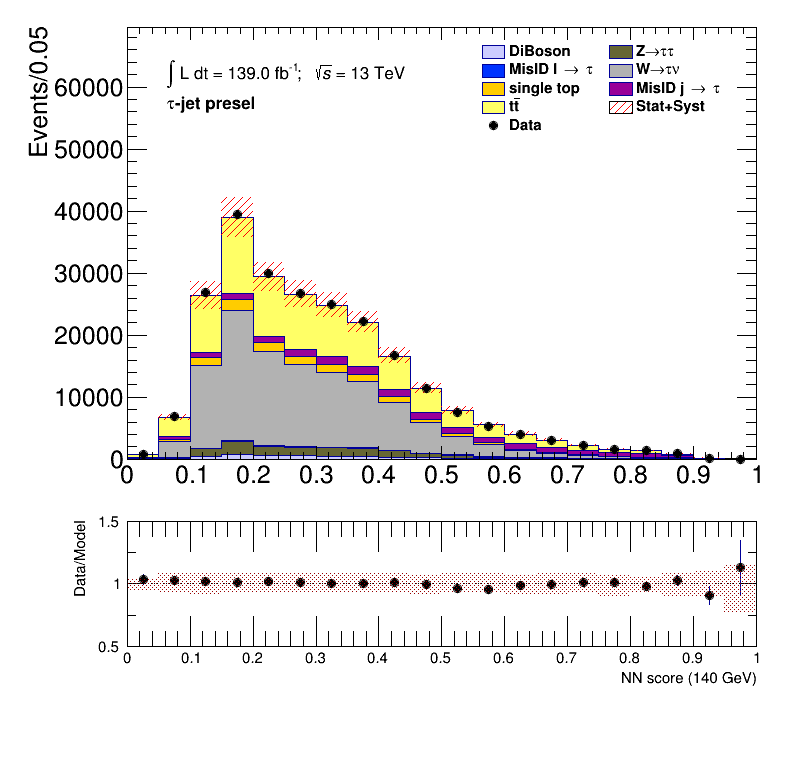 Events/0.05
∫ L dt = 139.0 fb⁻¹; √s = 13 TeV
τ-jet presel
DiBoson
MisID l → τ
single top
tt̄
Data
Z→ττ
W→τν
MisID j → τ
Stat+Syst
60000
50000
40000
30000
20000
10000
0
0 0.1 0.2 0.3 0.4 0.5 0.6 0.7 0.8 0.9 1
Data/Model
1.5
1
0.5
0 0.1 0.2 0.3 0.4 0.5 0.6 0.7 0.8 0.9 1
NN score (140 GeV)